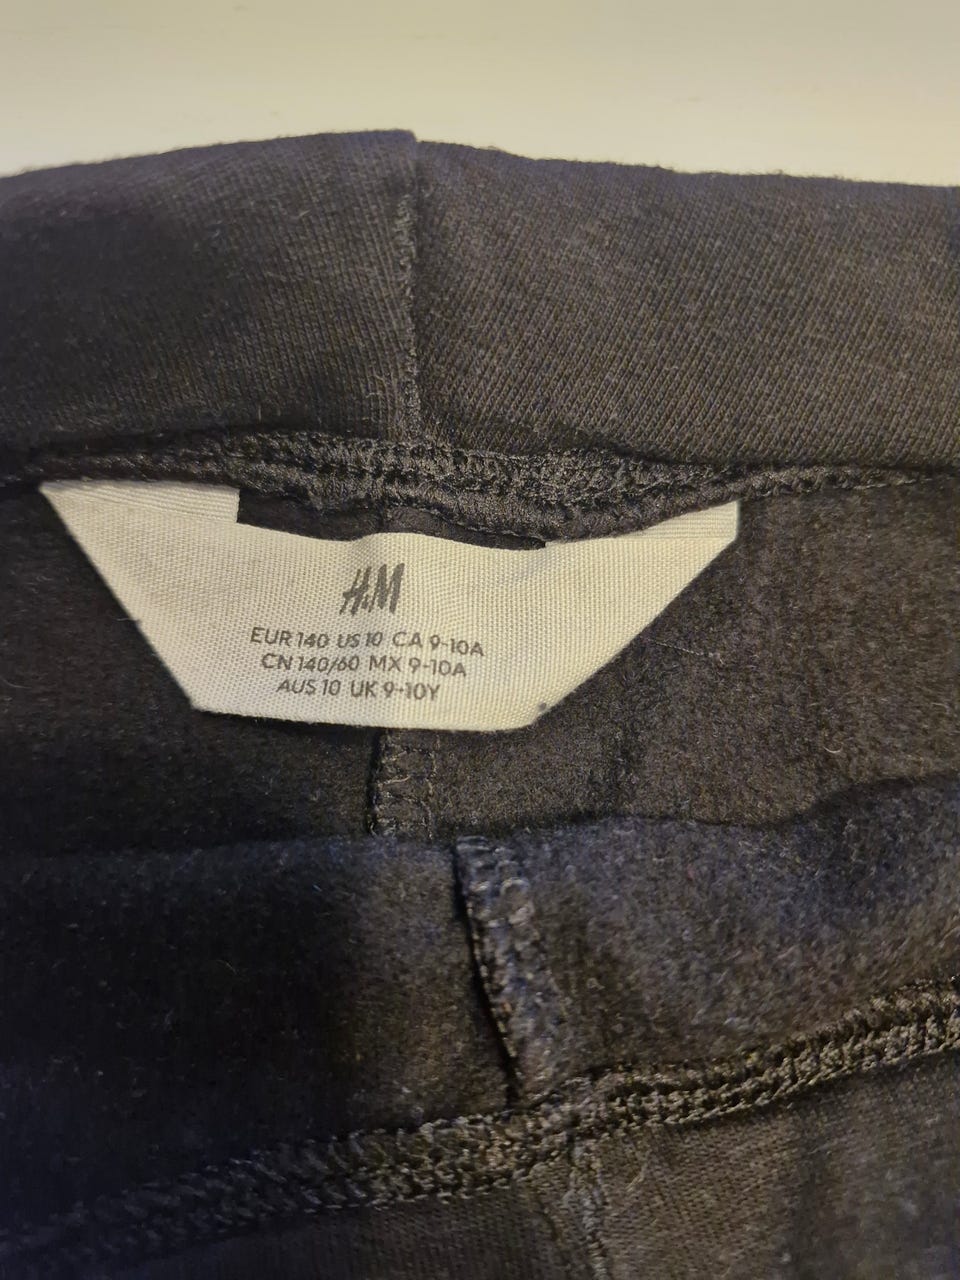 H&M
EUR 140 US 10 CA 9-10A
CN 140/60 MX 9-10A
AUS 10 UK 9-10Y